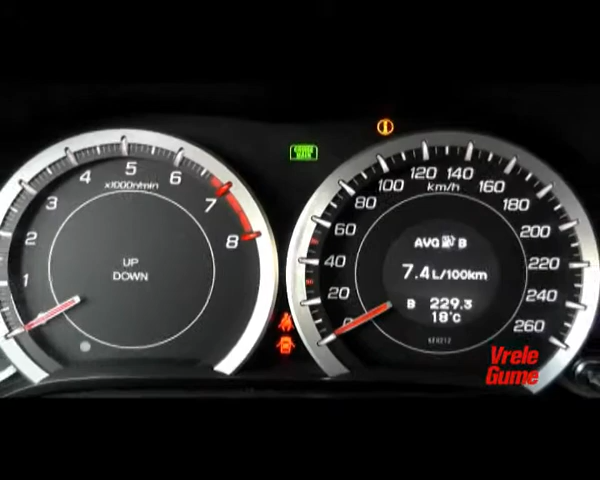 1
2
3
4
5
6
7
8
x1000r/min
UP
DOWN
CRUISE
MAIN
0
20
40
60
80
100
120
140
160
180
200
220
240
260
km/h
AVG B
7.4L/100km
B 229.3
18°C
Vrele
Gume